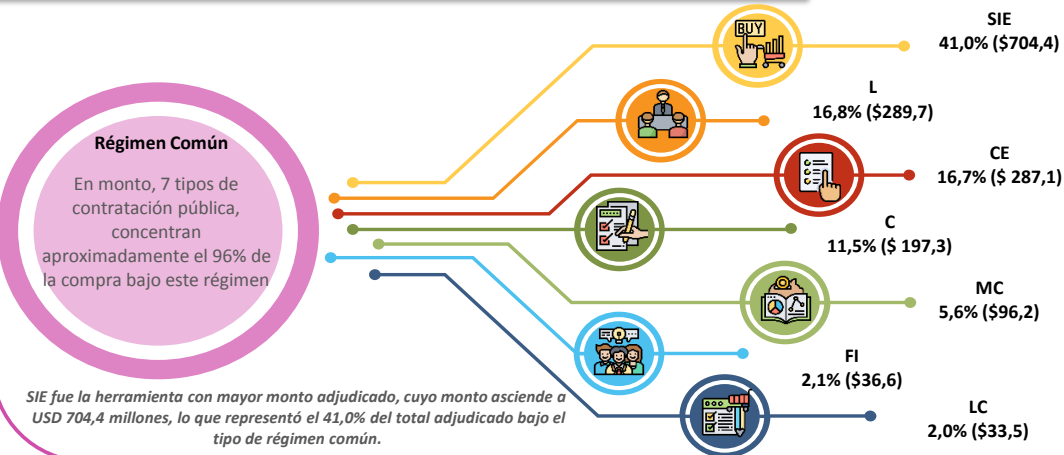 Régimen Común
En monto, 7 tipos de
contratación pública,
concentran
aproximadamente el 96% de
la compra bajo este régimen
BUY
SIE
41,0% ($704,4)
L
16,8% ($289,7)
CE
16,7% ($ 287,1)
C
11,5% ($ 197,3)
MC
5,6% ($96,2)
FI
2,1% ($36,6)
LC
2,0% ($33,5)
SIE fue la herramienta con mayor monto adjudicado, cuyo monto asciende a
USD 704,4 millones, lo que representó el 41,0% del total adjudicado bajo el
tipo de régimen común.